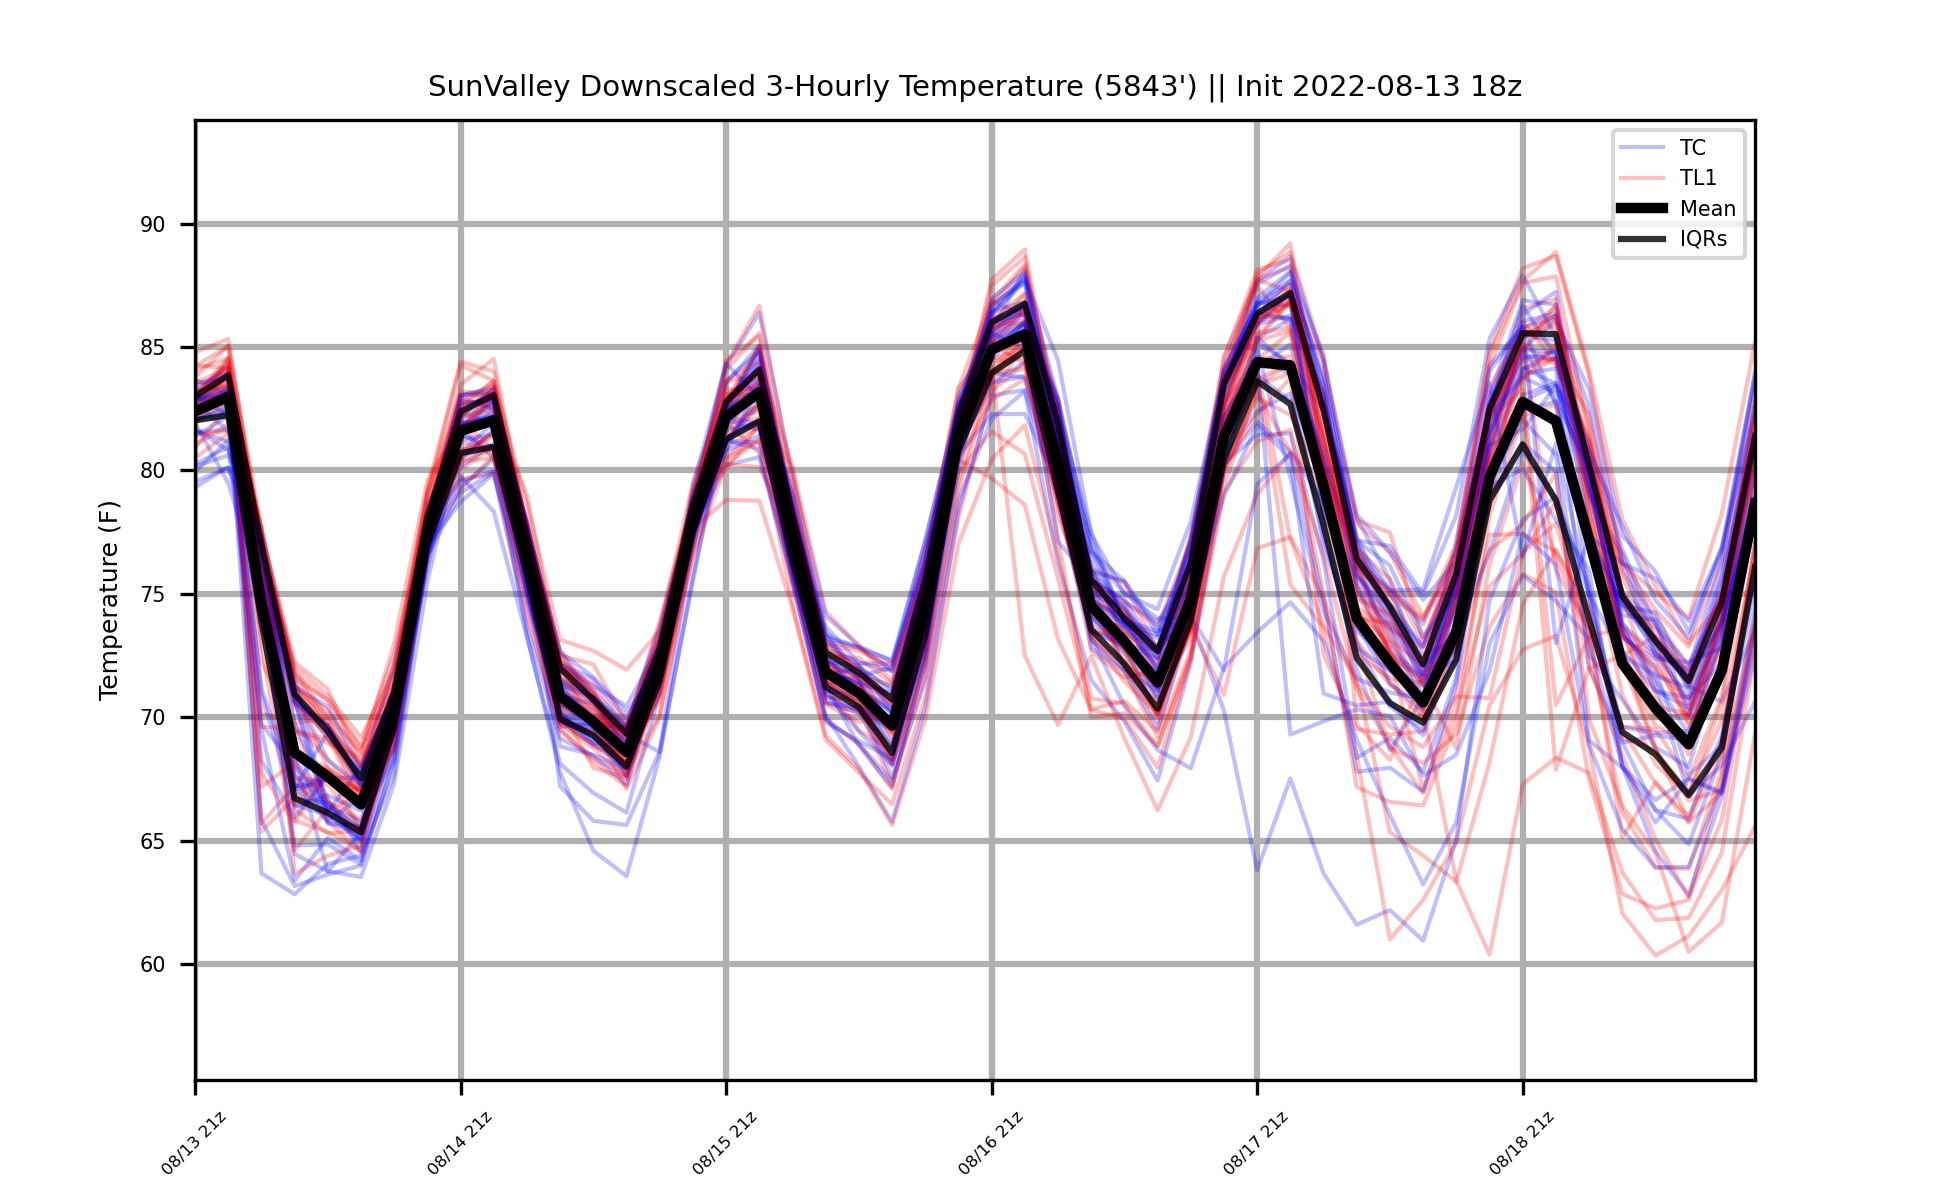 SunValley Downscaled 3-Hourly Temperature (5843') || Init 2022-08-13 18z
TC
TL1
Mean
IQRs
90
85
80
75
70
65
60
Temperature (F)
08/13 21z
08/14 21z
08/15 21z
08/16 21z
08/17 21z
08/18 21z